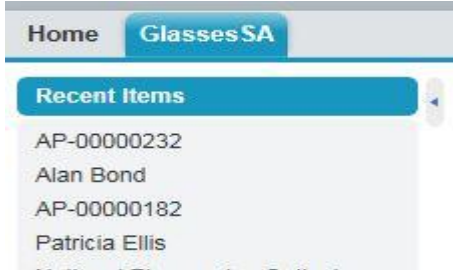 Home GlassesSA
Recent Items
AP-00000232
Alan Bond
AP-00000182
Patricia Ellis